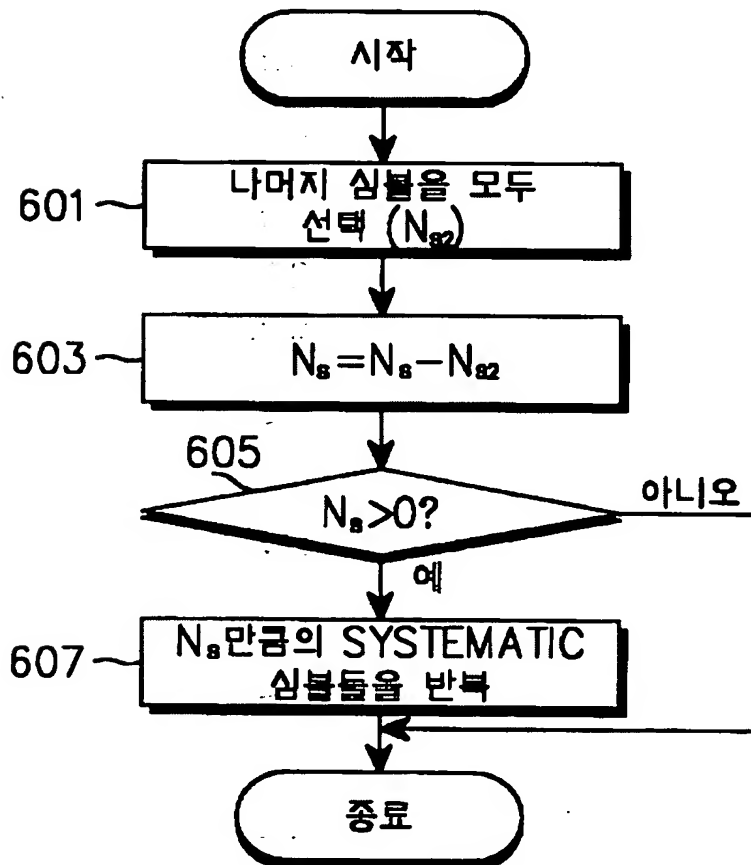 시작
601
나머지 심볼을 모두
선택 (Ns2)
603
Ns=Ns-Ns2
605
Ns>0?
아니오
예
607
Ns만큼의 SYSTEMATIC
심볼들을 반복
종료